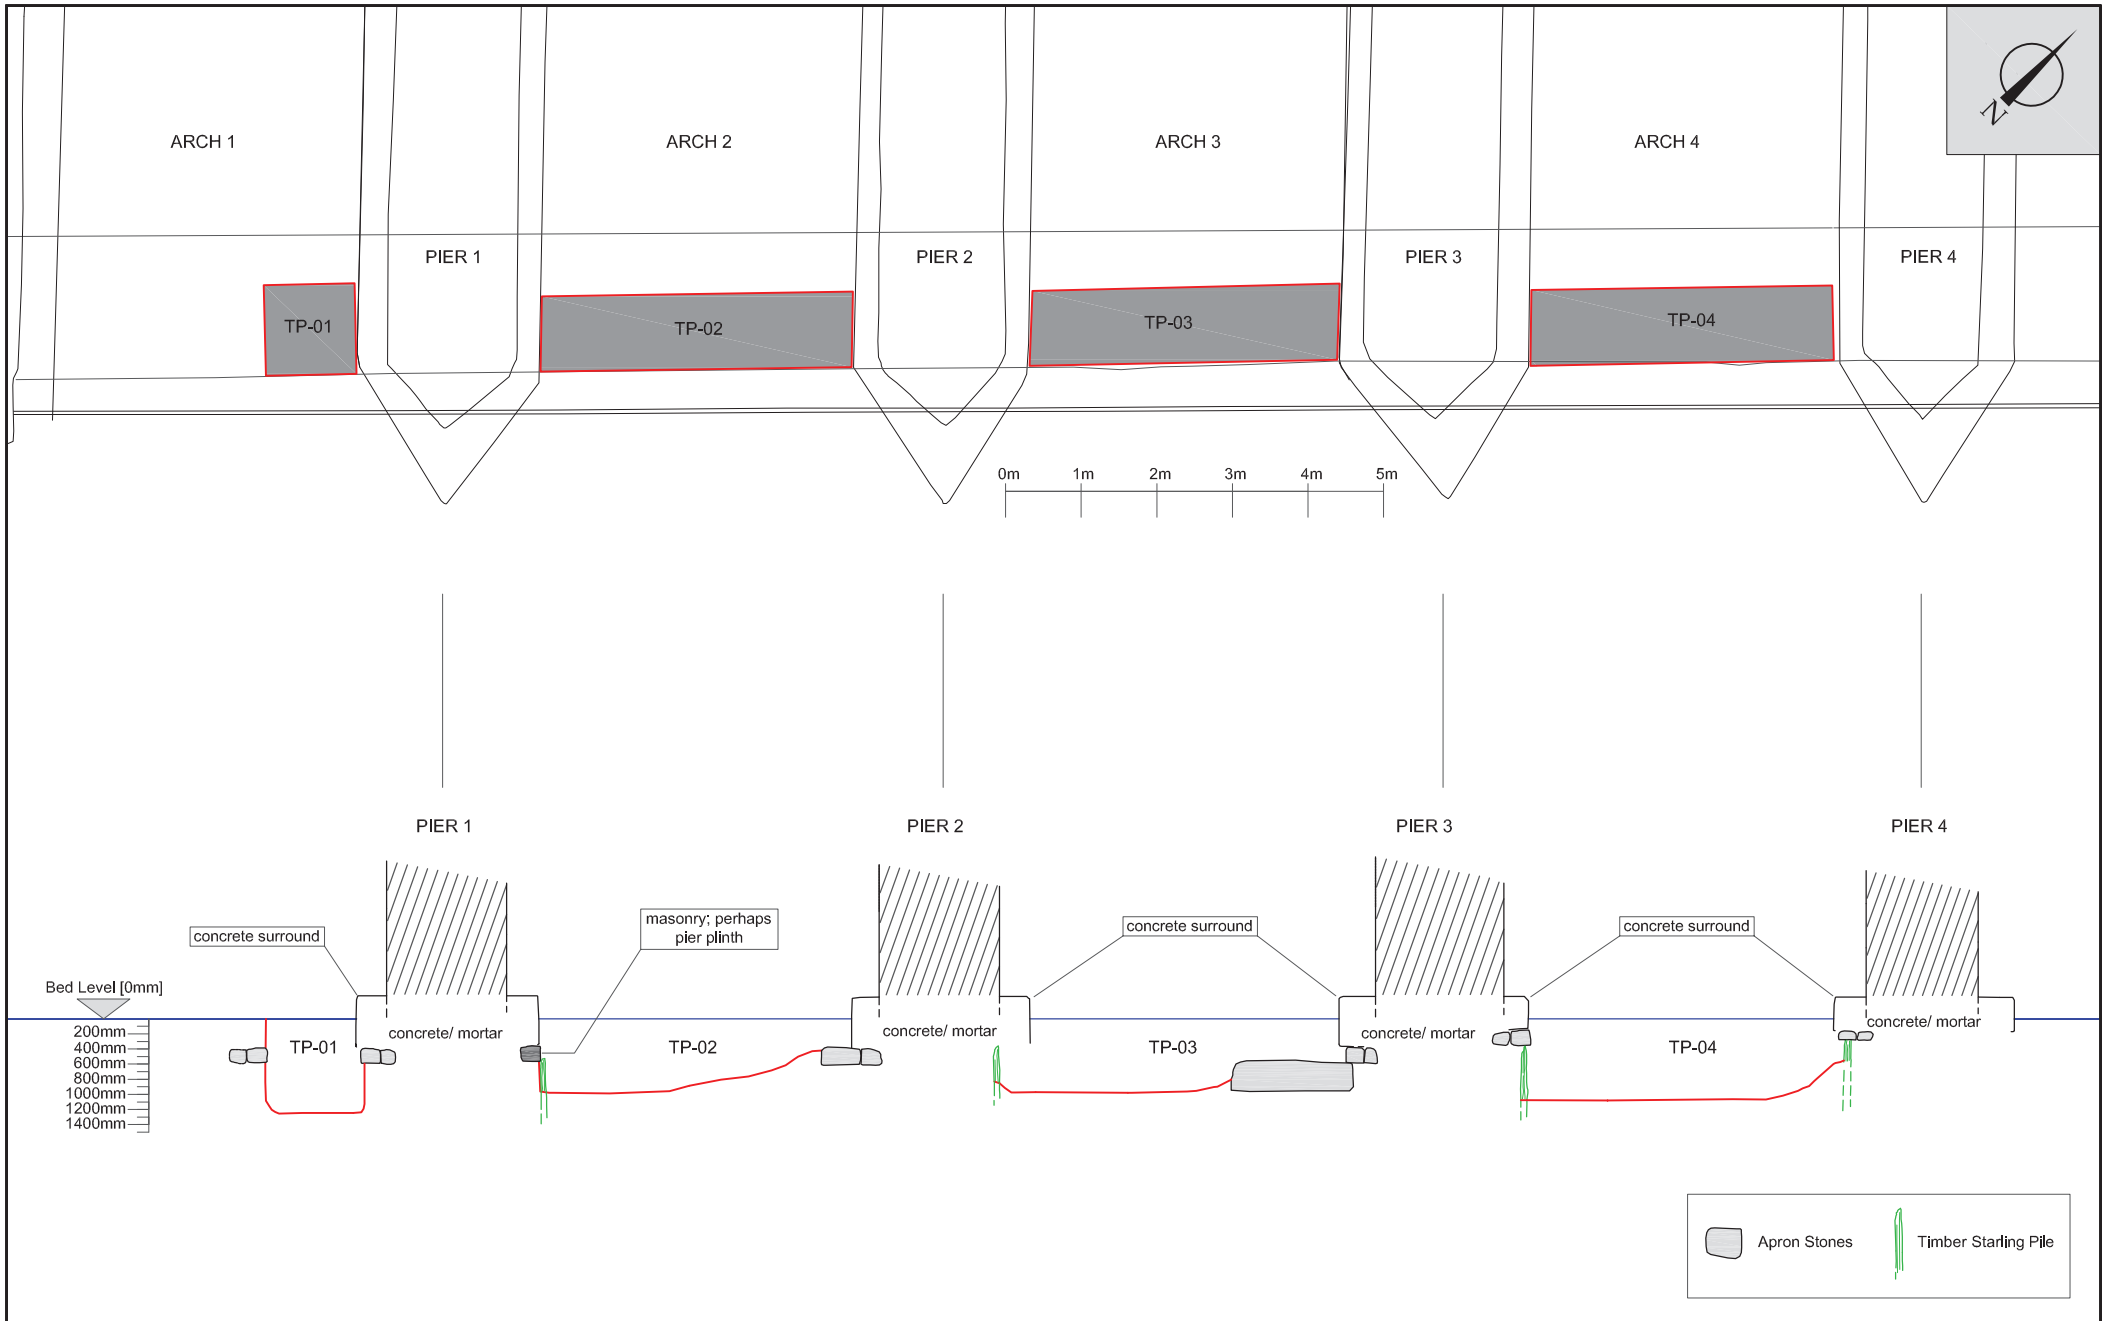 N
ARCH 1
ARCH 2
ARCH 3
ARCH 4
PIER 1
PIER 2
PIER 3
PIER 4
TP-01
TP-02
TP-03
TP-04
0m 1m 2m 3m 4m 5m
PIER 1
PIER 2
PIER 3
PIER 4
concrete surround
masonry; perhaps
pier plinth
concrete surround
concrete surround
Bed Level [0mm]
200mm
400mm
600mm
800mm
1000mm
1200mm
1400mm
concrete/ mortar
concrete/ mortar
concrete/ mortar
concrete/ mortar
TP-01
TP-02
TP-03
TP-04
Apron Stones
Timber Starling Pile